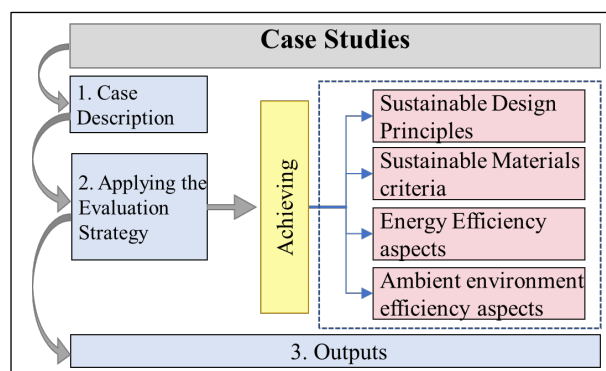 Case Studies
1. Case
Description
2. Applying the
Evaluation
Strategy
Achieving
Sustainable Design
Principles
Sustainable Materials
criteria
Energy Efficiency
aspects
Ambient environment
efficiency aspects
3. Outputs